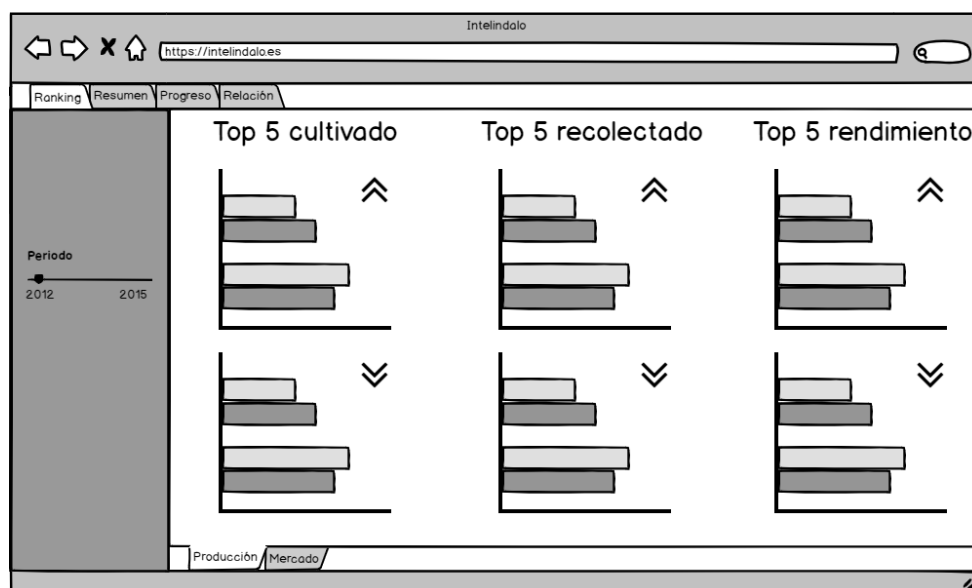 Intelindalo
https://intelindalo.es
Ranking Resumen Progreso Relación
Top 5 cultivado Top 5 recolectado Top 5 rendimiento
Periodo
2012 2015
Producción Mercado